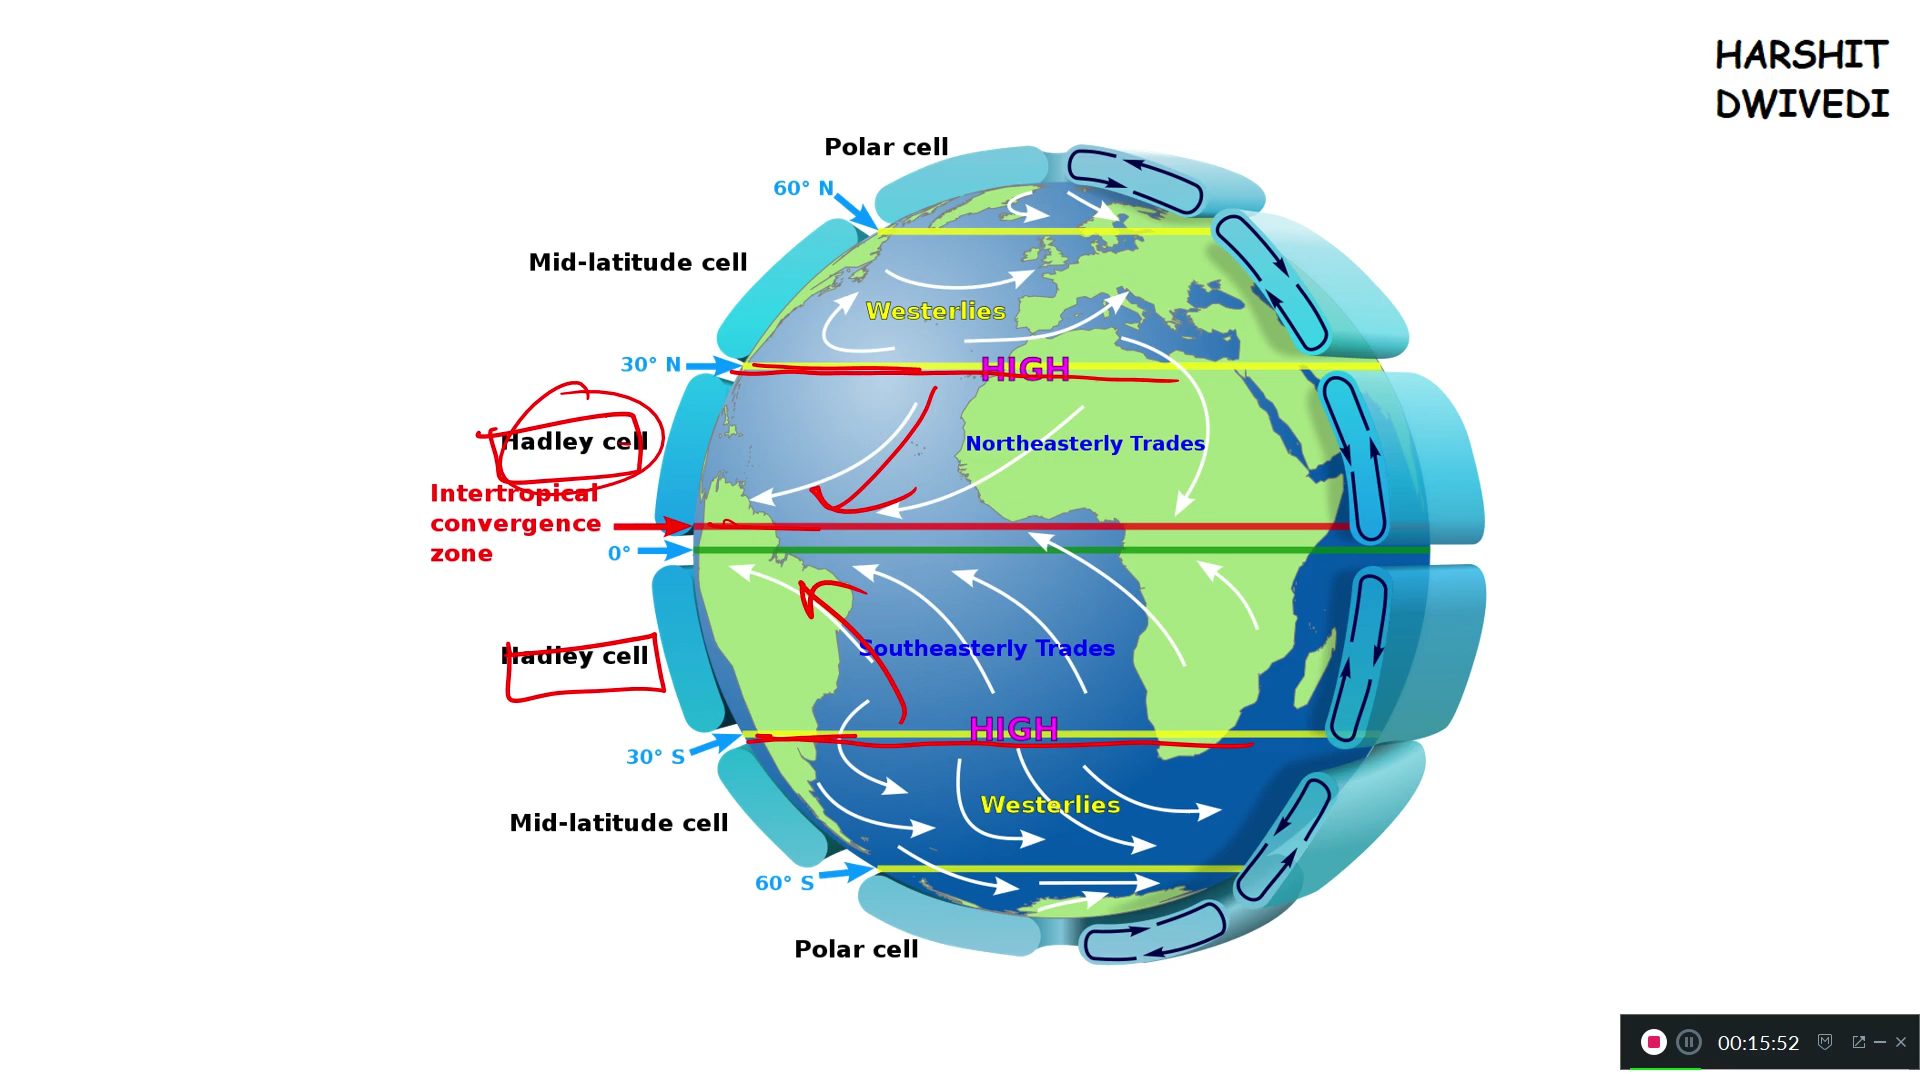 HARSHIT
DWIVEDI
Polar cell
60° N
Mid-latitude cell
Westerlies
30° N
HIGH
Hadley cell
Northeasterly Trades
Intertropical
convergence
zone
0°
Hadley cell
Southeasterly Trades
HIGH
30° S
Westerlies
Mid-latitude cell
60° S
Polar cell
00:15:52